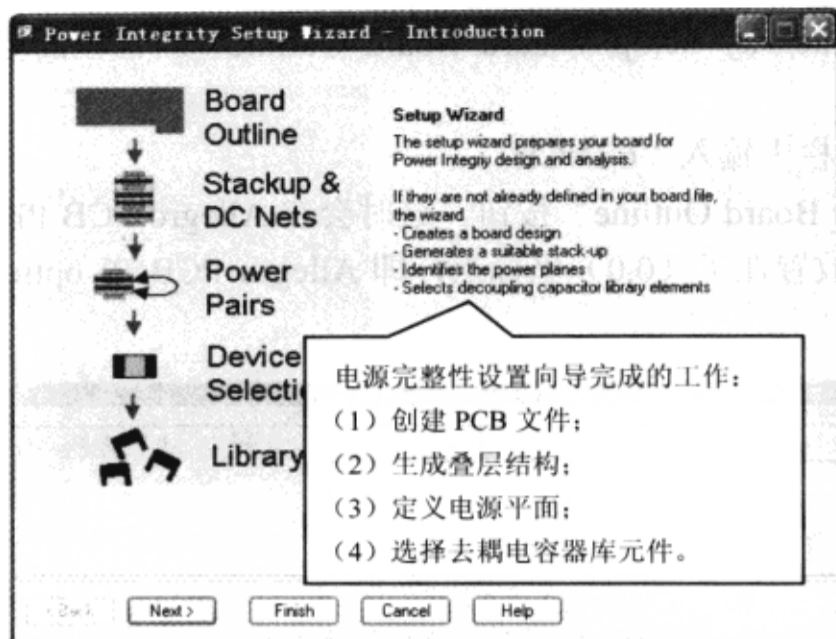 Power Integrity Setup Wizard - Introduction
Board
Outline
Stackup &
DC Nets
Power
Pairs
Device
Selectio
Library
Setup Wizard
The setup wizard prepares your board for
Power Integriy design and analysis.
If they are not already defined in your board file,
the wizard
- Creates a board design
- Generates a suitable stack-up
- Identifies the power planes
- Selects decoupling capacitor library elements
电源完整性设置向导完成的工作:
(1)创建 PCB 文件;
(2)生成叠层结构;
(3)定义电源平面;
(4)选择去耦电容器库元件。
Next >
Finish
Cancel
Help